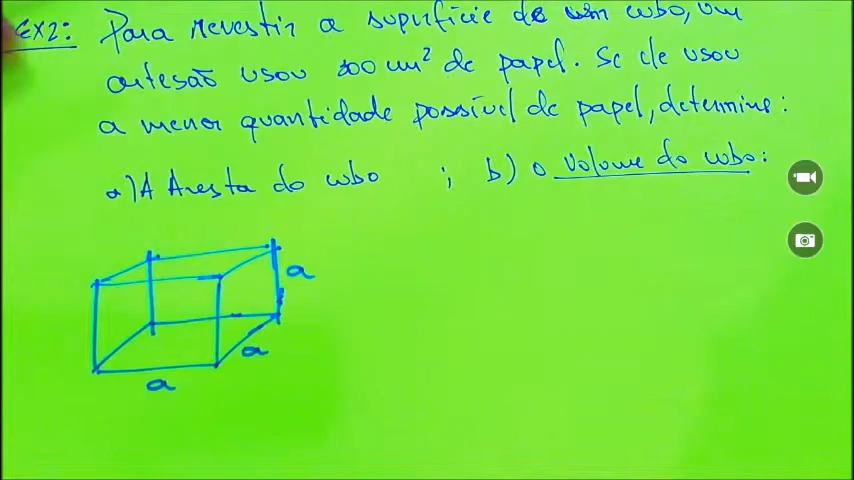 EX2: Para revestir a superfície de um cubo, um
artesão usou 300 cm² de papel. Se ele usou
a menor quantidade possível de papel, determine:
a) A Aresta do cubo ; b) o Volume do cubo:
a
a
a